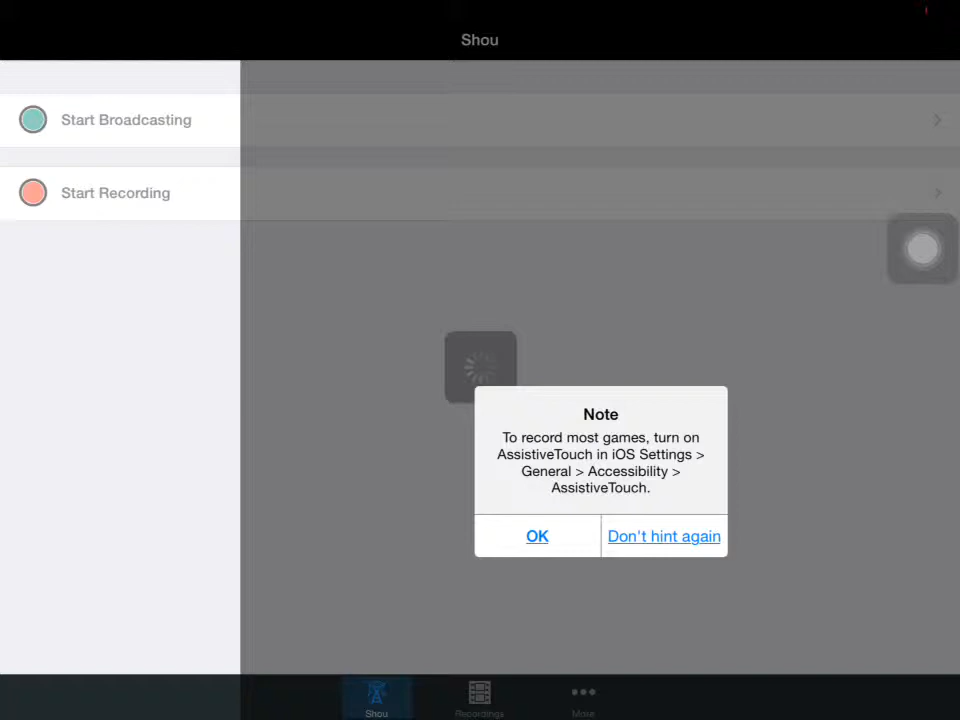 Shou
Start Broadcasting
Start Recording
Note
To record most games, turn on
AssistiveTouch in iOS Settings >
General > Accessibility >
AssistiveTouch.
OK
Don't hint again
Shou
Recordings
More